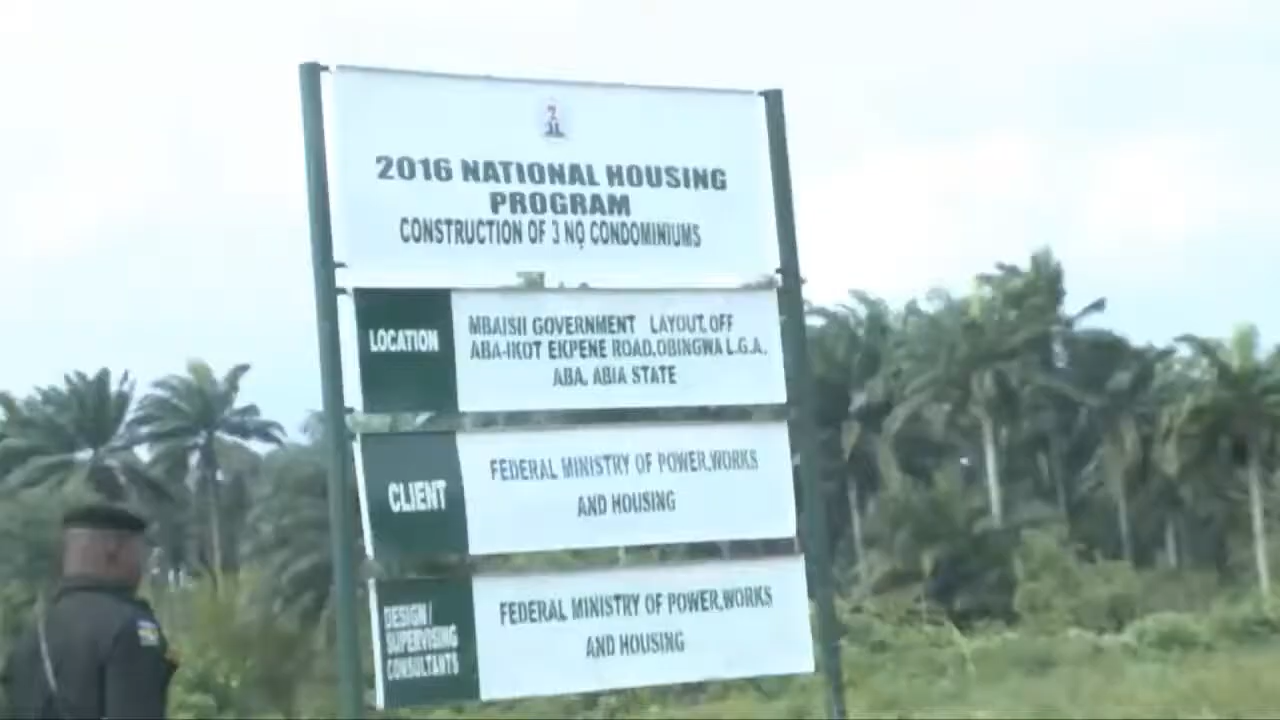 2016 NATIONAL HOUSING
PROGRAM
CONSTRUCTION OF 3 NO CONDOMINIUMS
LOCATION
MBAISII GOVERNMENT LAYOUT, OFF
ABA-IKOT EKPENE ROAD, OBINGWA L.G.A,
ABA, ABIA STATE
CLIENT
FEDERAL MINISTRY OF POWER, WORKS
AND HOUSING
DESIGN/
SUPERVISING
CONSULTANTS
FEDERAL MINISTRY OF POWER, WORKS
AND HOUSING